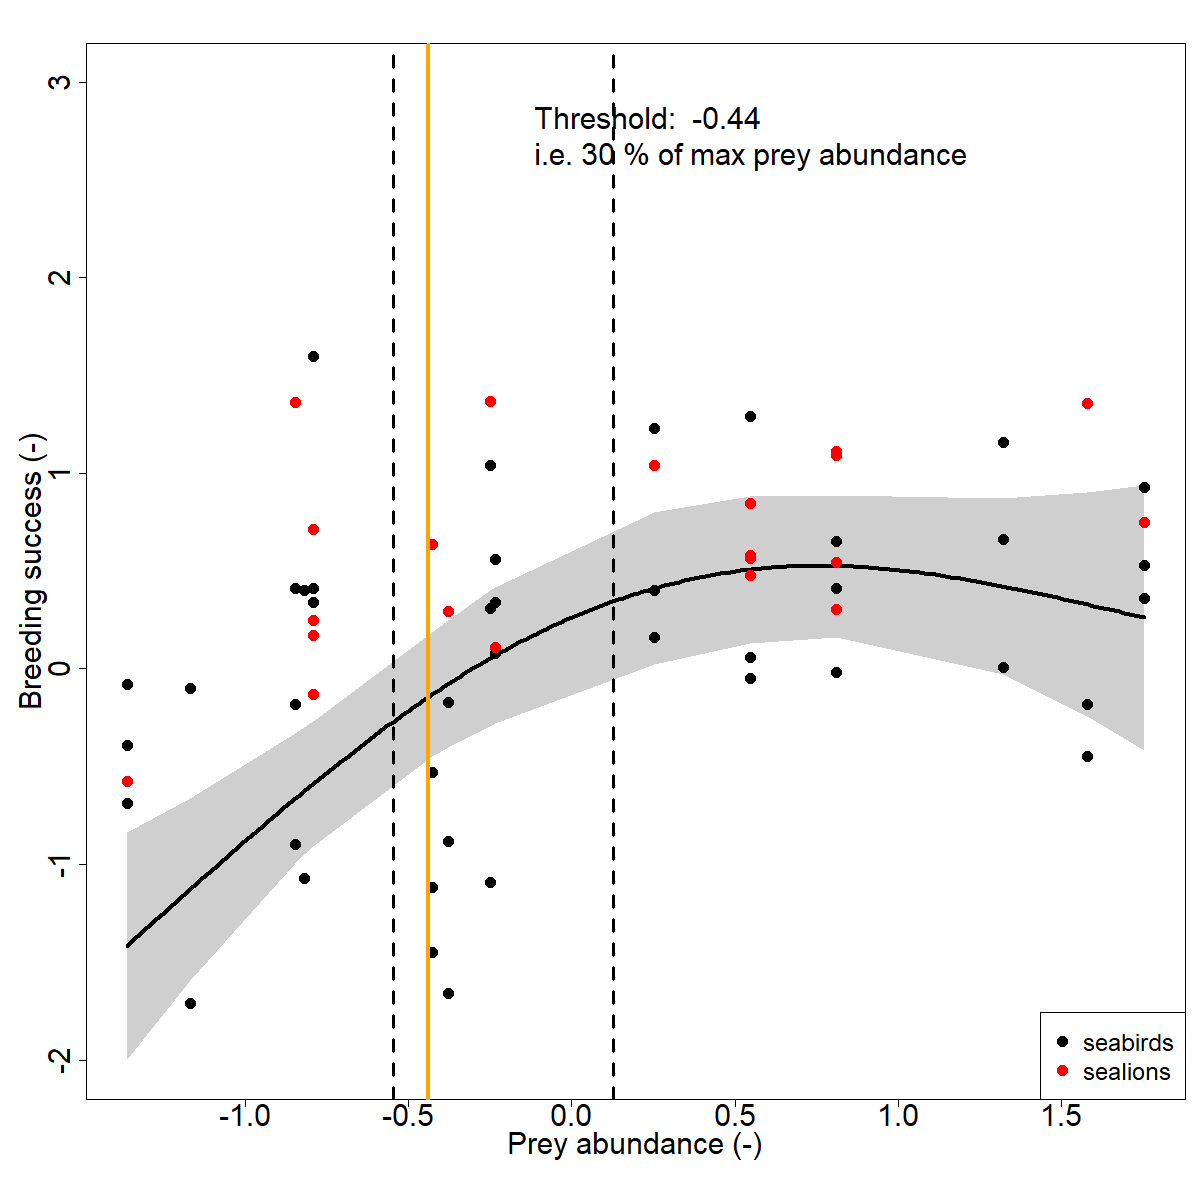 Threshold:  -0.44
i.e. 30 % of max prey abundance
3
2
1
0
-1
-2
Breeding success (-)
-1.0
-0.5
0.0
0.5
1.0
1.5
Prey abundance (-)
seabirds
sealions